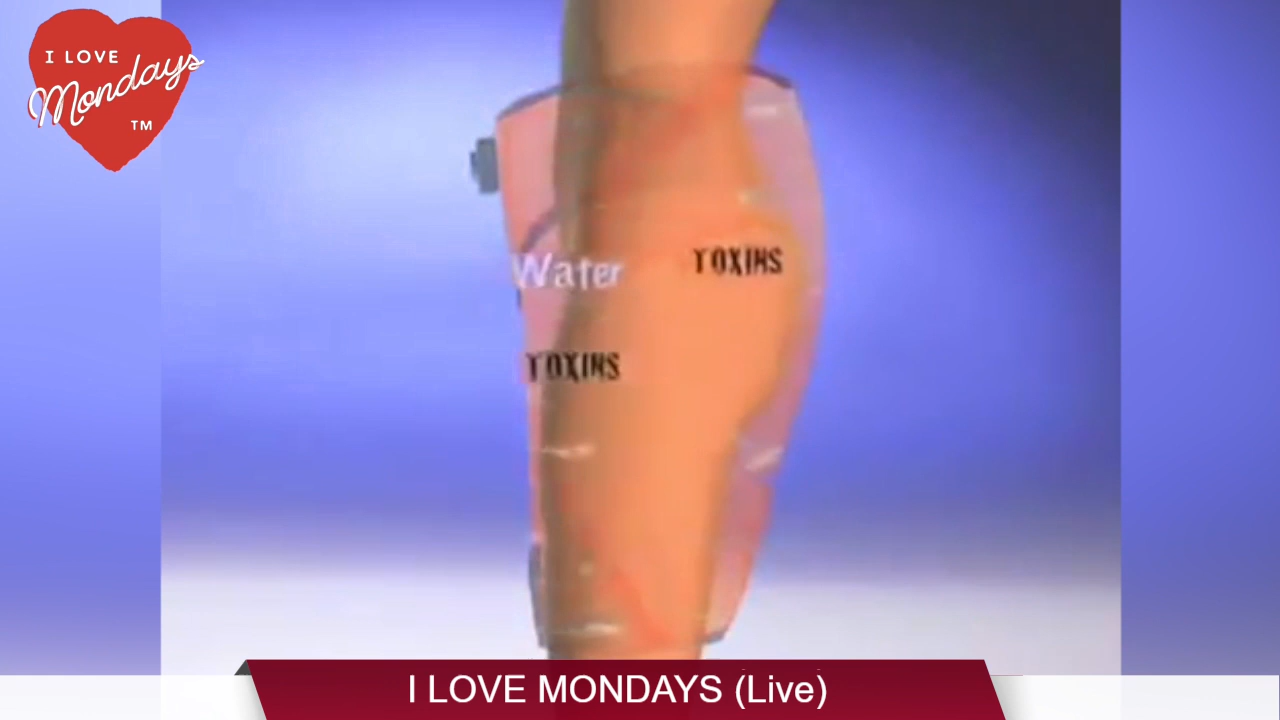 I LOVE
Mondays
TM
Water
TOXINS
TOXINS
I LOVE MONDAYS (Live)